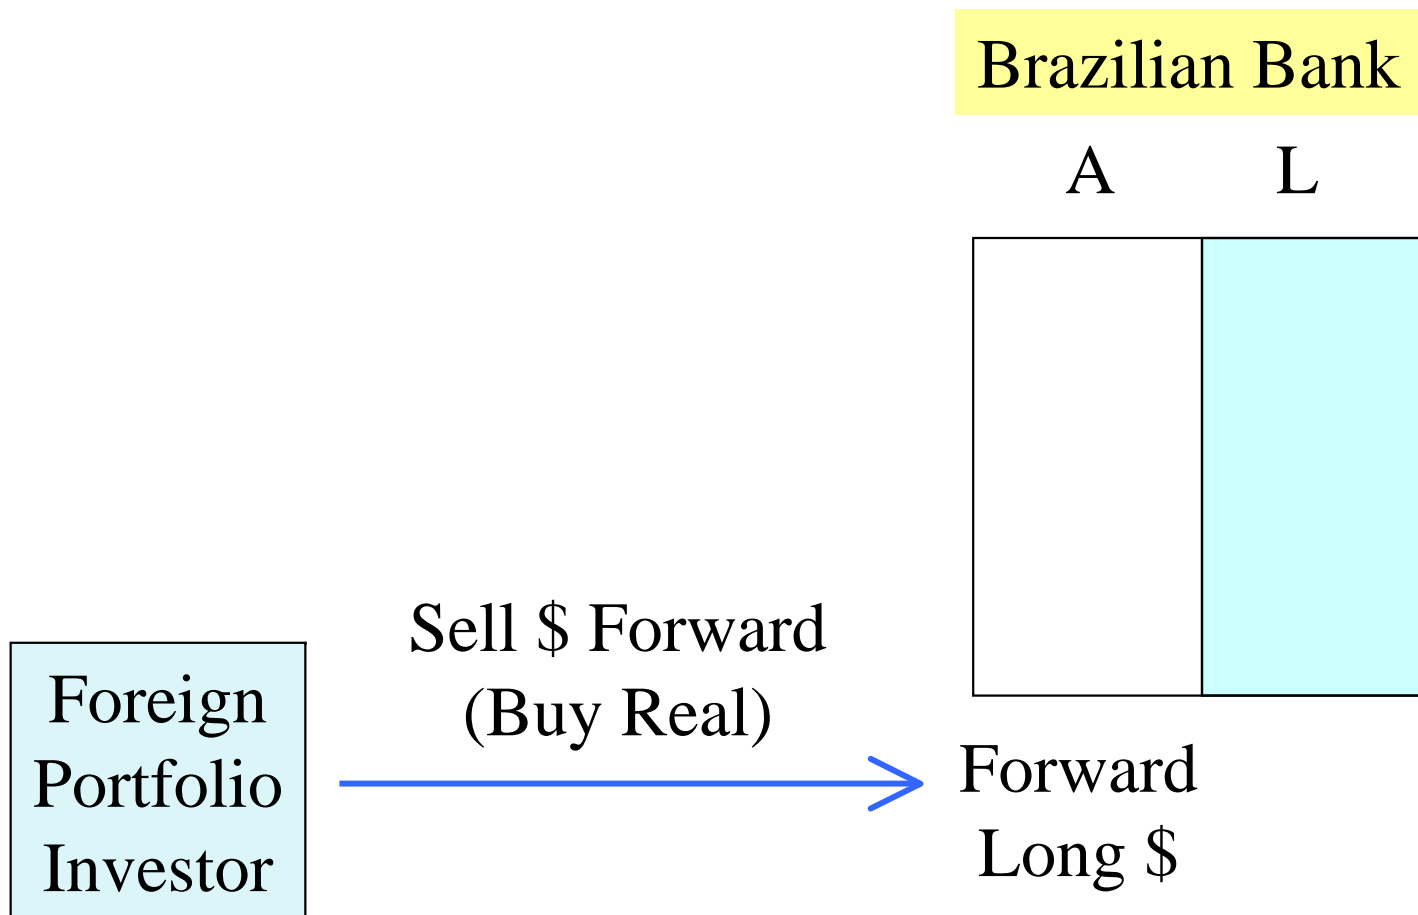 Brazilian Bank
A L
Sell $ Forward
(Buy Real)
Foreign
Portfolio
Investor
Forward
Long $